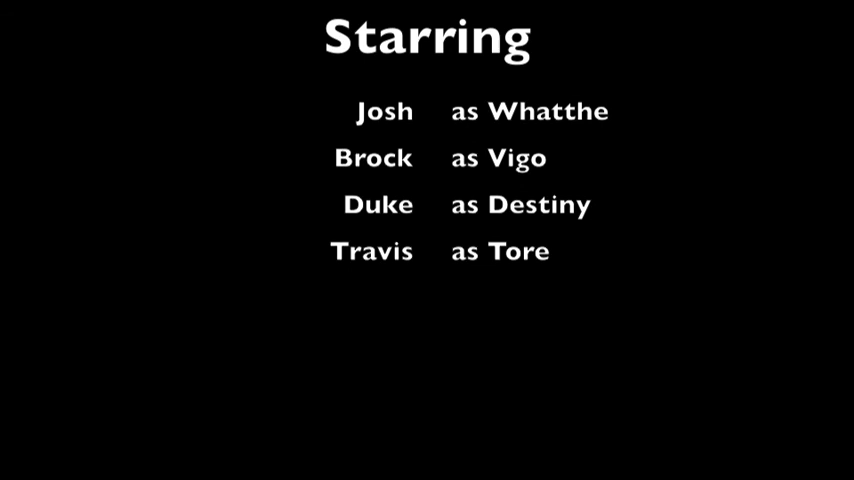 Starring
Josh as Whatthe
Brock as Vigo
Duke as Destiny
Travis as Tore